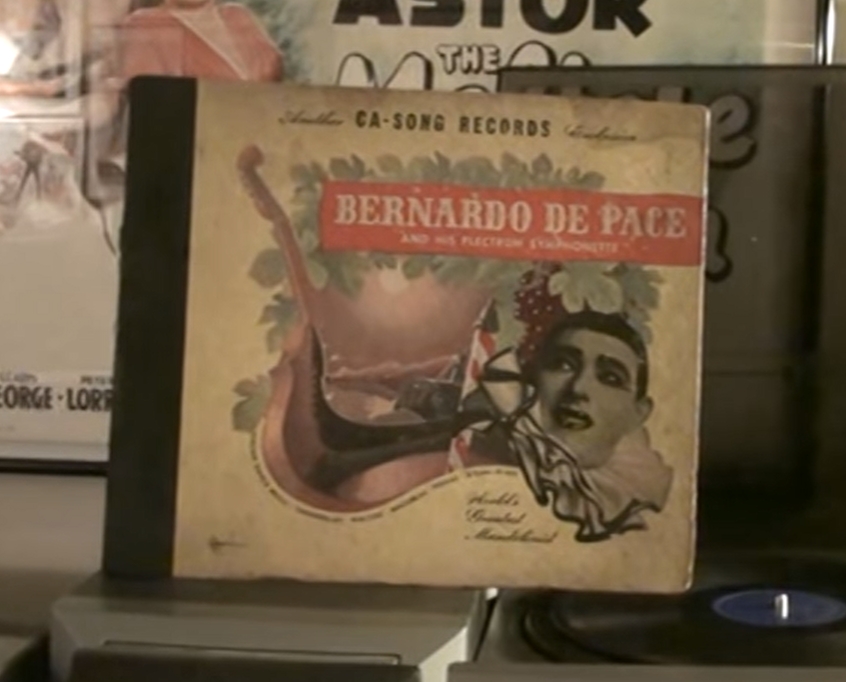 ASTOR
THE
Another CA-SONG RECORDS Exclusive
BERNARDO DE PACE
AND HIS PLECTRUM SYMPHONETTE
EORGE · LORR
World's
Greatest
Mandolinist